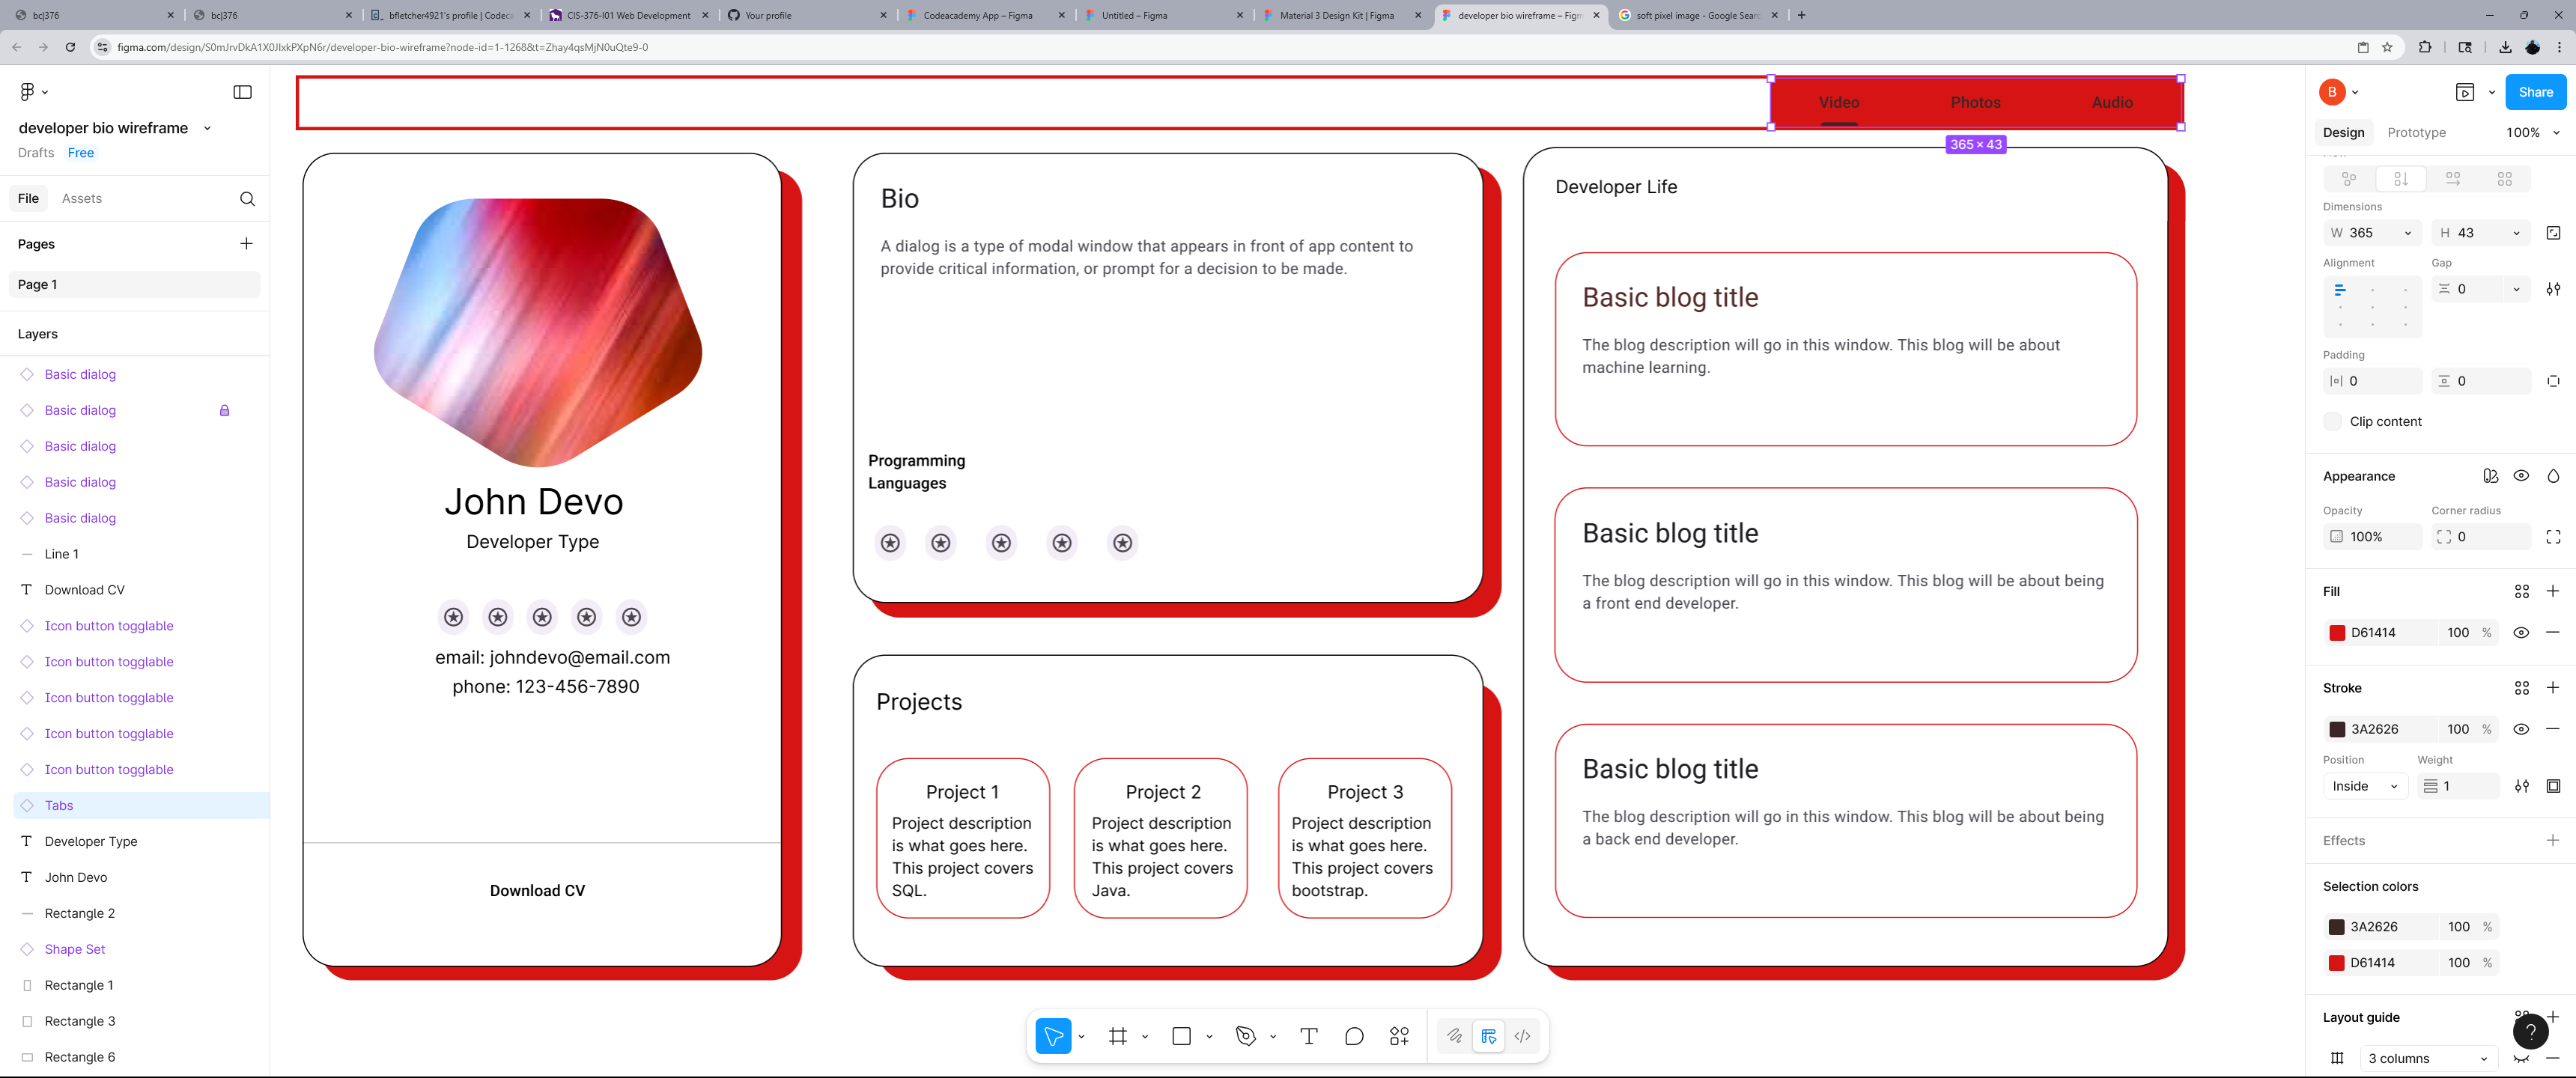 bc|376
bc|376
bfletcher4921's profile | Codeca
CIS-376-I01 Web Development
Your profile
Codeacademy App – Figma
Untitled – Figma
Material 3 Design Kit | Figma
developer bio wireframe – Figm
soft pixel image - Google Searc
figma.com/design/S0mJrvDkA1X0JlxkPXpN6r/developer-bio-wireframe?node-id=1-1268&t=Zhay4qsMjN0uQte9-0
developer bio wireframe
Drafts Free
File Assets
Pages
Page 1
Layers
Basic dialog
Basic dialog
Basic dialog
Basic dialog
Basic dialog
Line 1
Download CV
Icon button togglable
Icon button togglable
Icon button togglable
Icon button togglable
Icon button togglable
Tabs
Developer Type
John Devo
Rectangle 2
Shape Set
Rectangle 1
Rectangle 3
Rectangle 6
Video Photos Audio
365 × 43
John Devo
Developer Type
email: johndevo@email.com
phone: 123-456-7890
Download CV
Bio
A dialog is a type of modal window that appears in front of app content to
provide critical information, or prompt for a decision to be made.
Programming
Languages
Projects
Project 1
Project description
is what goes here.
This project covers
SQL.
Project 2
Project description
is what goes here.
This project covers
Java.
Project 3
Project description
is what goes here.
This project covers
bootstrap.
Developer Life
Basic blog title
The blog description will go in this window. This blog will be about
machine learning.
Basic blog title
The blog description will go in this window. This blog will be about being
a front end developer.
Basic blog title
The blog description will go in this window. This blog will be about being
a back end developer.
B
Share
Design Prototype 100%
Dimensions
W 365 H 43
Alignment Gap
0
Padding
0 0
Clip content
Appearance
Opacity Corner radius
100% 0
Fill
D61414 100 %
Stroke
3A2626 100 %
Position Weight
Inside 1
Effects
Selection colors
3A2626 100 %
D61414 100 %
Layout guide
?
3 columns